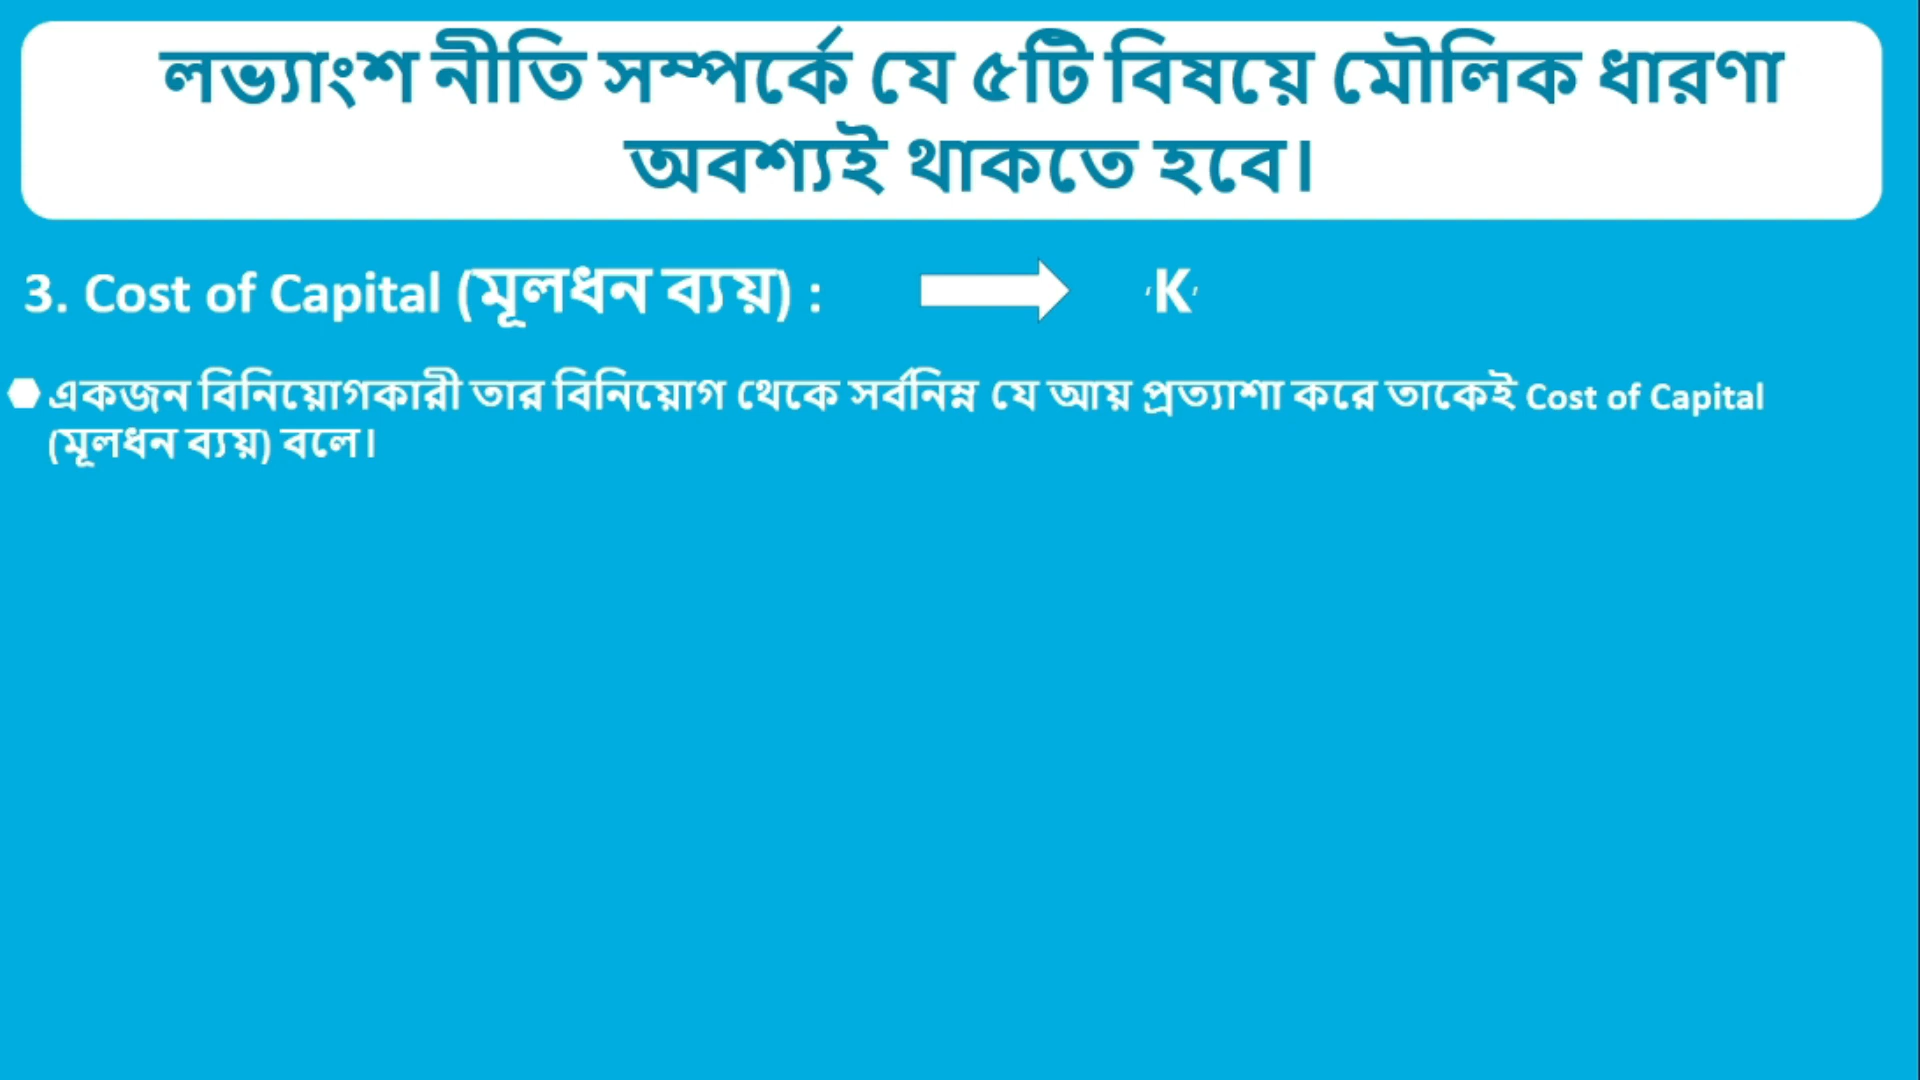 লভ্যাংশ নীতি সম্পর্কে যে ৫টি বিষয়ে মৌলিক ধারণা
অবশ্যই থাকতে হবে।
3. Cost of Capital (মূলধন ব্যয়) : 'K'
একজন বিনিয়োগকারী তার বিনিয়োগ থেকে সর্বনিম্ন যে আয় প্রত্যাশা করে তাকেই Cost of Capital
(মূলধন ব্যয়) বলে।